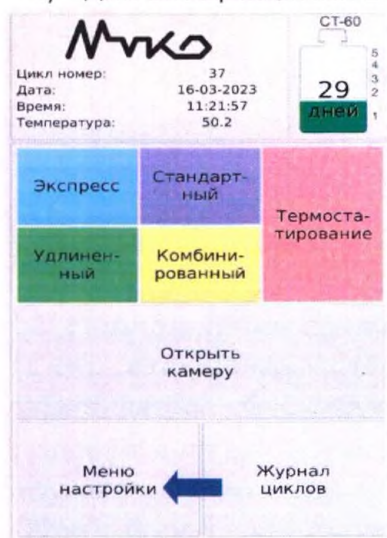 СТ-60
Мико
Цикл номер: 37
Дата: 16-03-2023
Время: 11:21:57
Температура: 50.2
5
4
3
2
1
29
дней
Экспресс
Стандарт-
ный
Термоста-
тирование
Удлинен-
ный
Комбини-
рованный
Открыть
камеру
Меню
настройки
Журнал
циклов